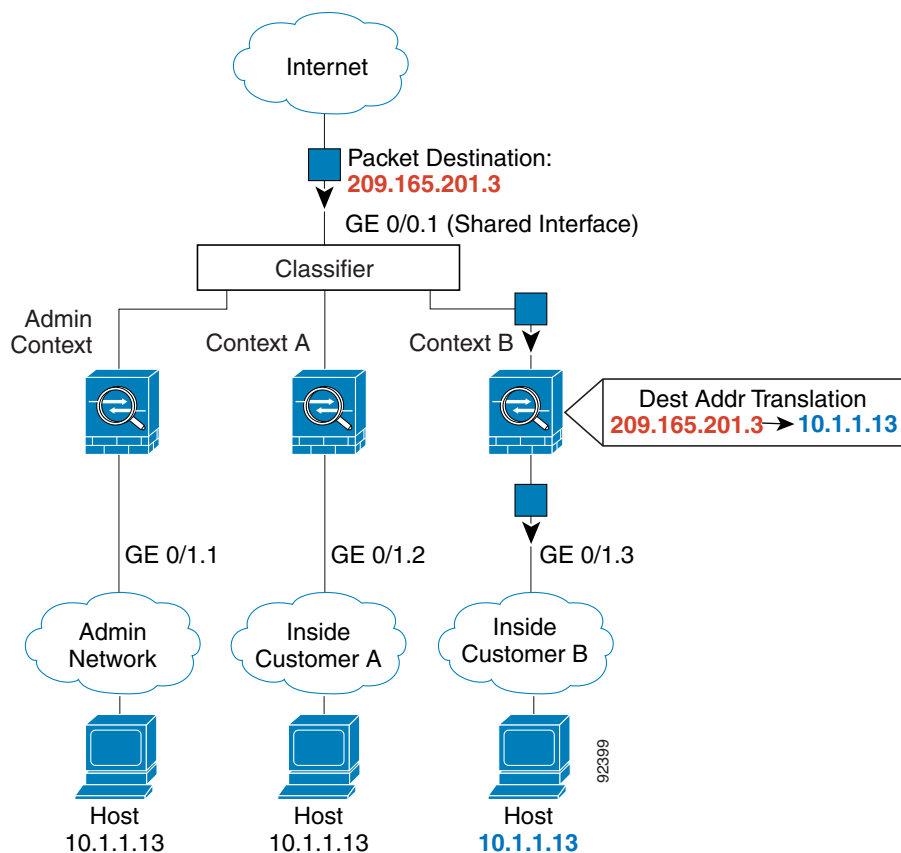 Internet
Packet Destination:
209.165.201.3
GE 0/0.1 (Shared Interface)
Classifier
Admin
Context
Context A
Context B
Dest Addr Translation
209.165.201.3 10.1.1.13
GE 0/1.1
GE 0/1.2
GE 0/1.3
Admin
Network
Inside
Customer A
Inside
Customer B
92399
Host
10.1.1.13
Host
10.1.1.13
Host
10.1.1.13